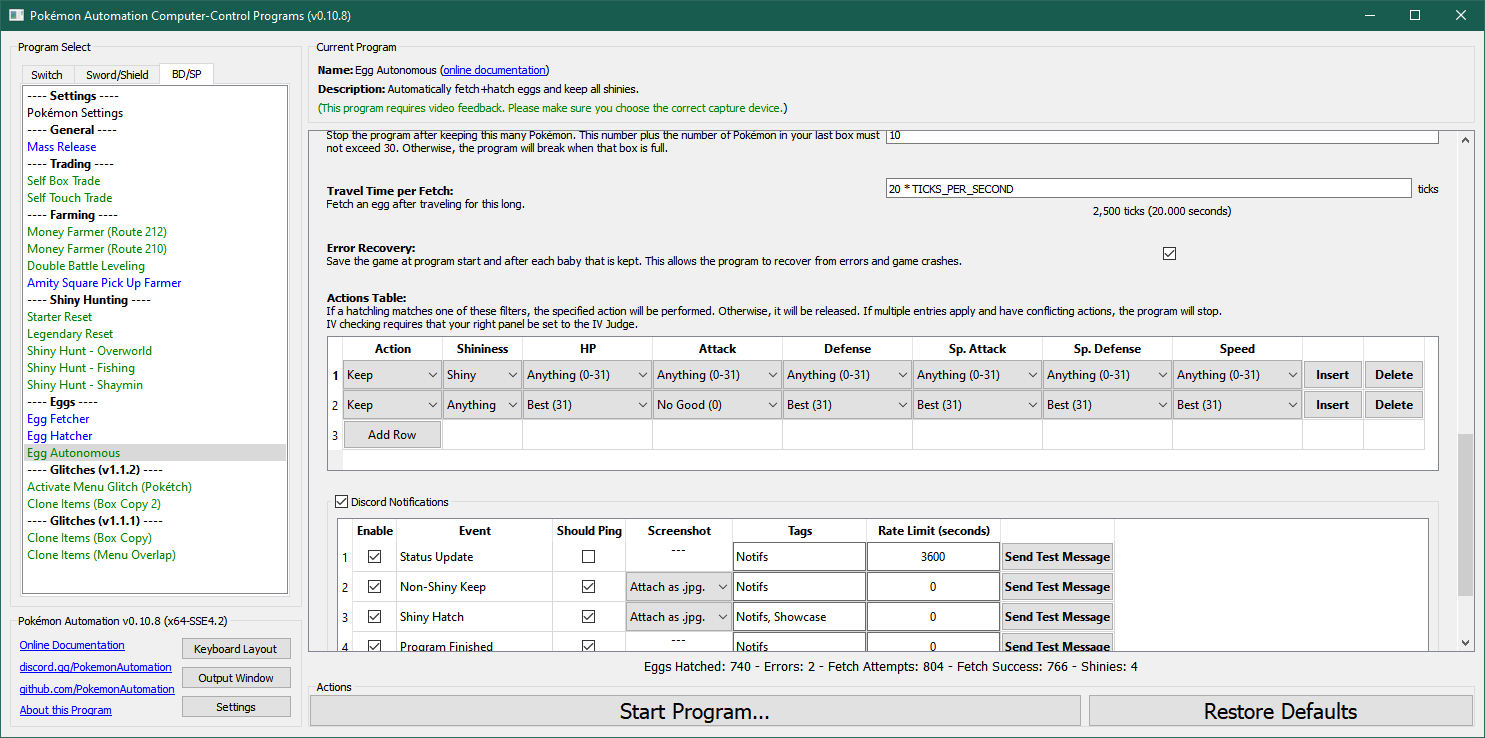 Pokémon Automation Computer-Control Programs (v0.10.8)
Program Select
Switch
Sword/Shield
BD/SP
---- Settings ----
Pokémon Settings
---- General ----
Mass Release
---- Trading ----
Self Box Trade
Self Touch Trade
---- Farming ----
Money Farmer (Route 212)
Money Farmer (Route 210)
Double Battle Leveling
Amity Square Pick Up Farmer
---- Shiny Hunting ----
Starter Reset
Legendary Reset
Shiny Hunt - Overworld
Shiny Hunt - Fishing
Shiny Hunt - Shaymin
---- Eggs ----
Egg Fetcher
Egg Hatcher
Egg Autonomous
---- Glitches (v1.1.2) ----
Activate Menu Glitch (Pokétch)
Clone Items (Box Copy 2)
---- Glitches (v1.1.1) ----
Clone Items (Box Copy)
Clone Items (Menu Overlap)
Pokémon Automation v0.10.8 (x64-SSE4.2)
Online Documentation
Keyboard Layout
discord.gg/PokemonAutomation
Output Window
github.com/PokemonAutomation
About this Program
Settings
Current Program
Name: Egg Autonomous (online documentation)
Description: Automatically fetch+hatch eggs and keep all shinies.
(This program requires video feedback. Please make sure you choose the correct capture device.)
Stop the program after keeping this many Pokémon. This number plus the number of Pokémon in your last box must 10
not exceed 30. Otherwise, the program will break when that box is full.
Travel Time per Fetch:
Fetch an egg after traveling for this long.
20 * TICKS_PER_SECOND ticks
2,500 ticks (20.000 seconds)
Error Recovery:
Save the game at program start and after each baby that is kept. This allows the program to recover from errors and game crashes.
Actions Table:
If a hatchling matches one of these filters, the specified action will be performed. Otherwise, it will be released. If multiple entries apply and have conflicting actions, the program will stop.
IV checking requires that your right panel be set to the IV Judge.
Action Shininess HP Attack Defense Sp. Attack Sp. Defense Speed
1 Keep Shiny Anything (0-31) Anything (0-31) Anything (0-31) Anything (0-31) Anything (0-31) Anything (0-31) Insert Delete
2 Keep Anything Best (31) No Good (0) Best (31) Best (31) Best (31) Best (31) Insert Delete
3 Add Row
Discord Notifications
Enable Event Should Ping Screenshot Tags Rate Limit (seconds)
1 Status Update --- Notifs 3600 Send Test Message
2 Non-Shiny Keep Attach as .jpg. Notifs 0 Send Test Message
3 Shiny Hatch Attach as .jpg. Notifs, Showcase 0 Send Test Message
4 Program Finished --- Notifs 0 Send Test Message
Eggs Hatched: 740 - Errors: 2 - Fetch Attempts: 804 - Fetch Success: 766 - Shinies: 4
Actions
Start Program...
Restore Defaults